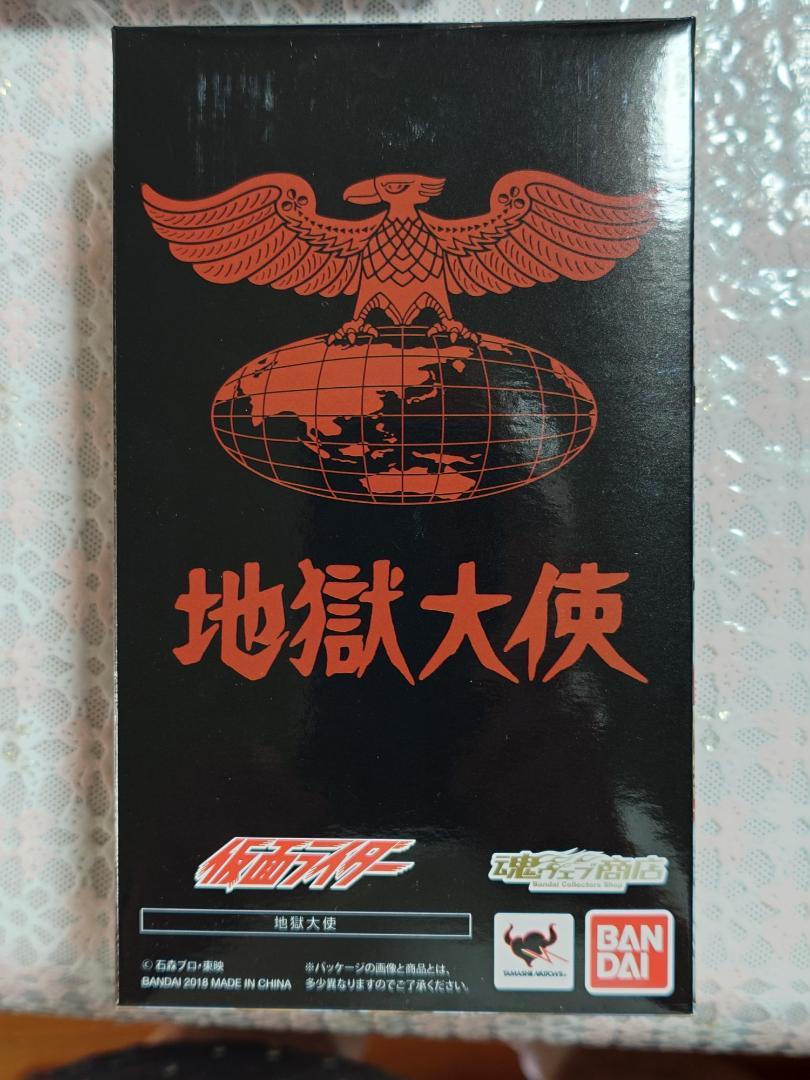 地獄大使
仮面ライダー
魂ウェブ商店
Bandai Collectors Shop
地獄大使
©石森プロ・東映
BANDAI 2018 MADE IN CHINA
※パッケージの画像と商品とは、
多少異なりますのでご了承ください。
TAMASHII NATIONS
BAN
DAI